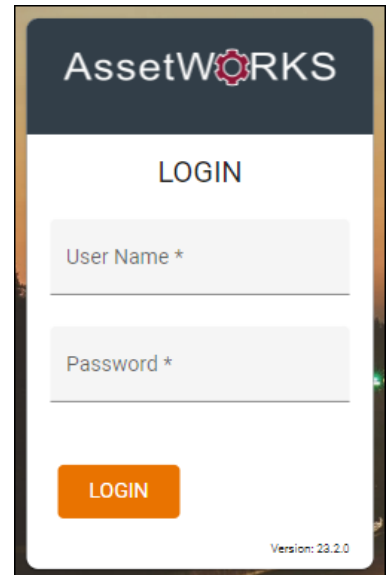 AssetWORKS
LOGIN
User Name *
Password *
LOGIN
Version: 23.2.0